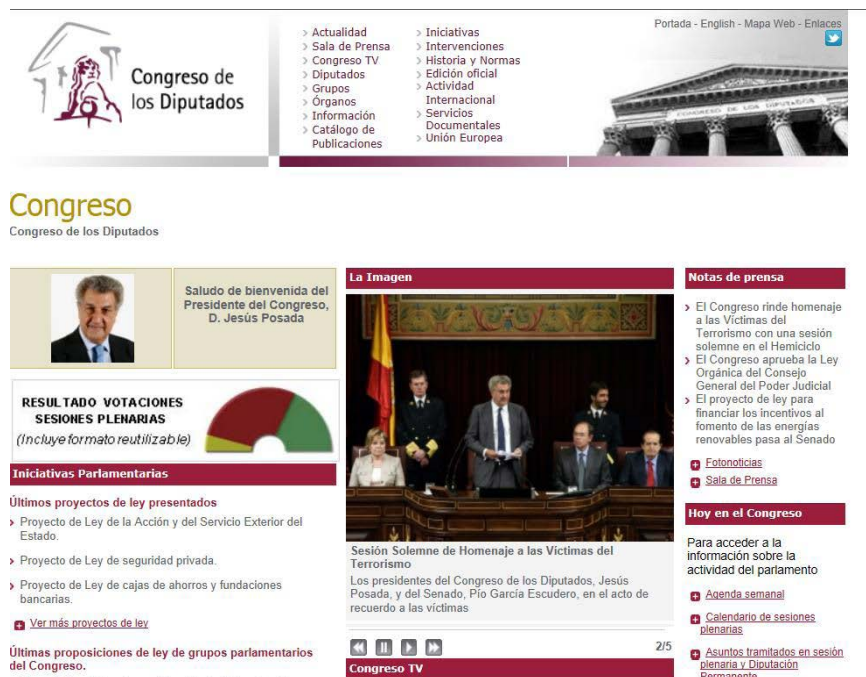 Congreso de
los Diputados
> Actualidad
> Sala de Prensa
> Congreso TV
> Diputados
> Grupos
> Órganos
> Información
> Catálogo de
Publicaciones
> Iniciativas
> Intervenciones
> Historia y Normas
> Edición oficial
> Actividad
Internacional
> Servicios
Documentales
> Unión Europea
Portada - English - Mapa Web - Enlaces
CONGRESO DE LOS DIPUTADOS
Congreso
Congreso de los Diputados
Saludo de bienvenida del
Presidente del Congreso,
D. Jesús Posada
RESULTADO VOTACIONES
SESIONES PLENARIAS
(Incluye formato reutilizable)
Iniciativas Parlamentarias
Últimos proyectos de ley presentados
Proyecto de Ley de la Acción y del Servicio Exterior del
Estado.
Proyecto de Ley de seguridad privada.
Proyecto de Ley de cajas de ahorros y fundaciones
bancarias.
Ver más proyectos de ley
Últimas proposiciones de ley de grupos parlamentarios
del Congreso.
La Imagen
Sesión Solemne de Homenaje a las Víctimas del
Terrorismo
Los presidentes del Congreso de los Diputados, Jesús
Posada, y del Senado, Pío García Escudero, en el acto de
recuerdo a las víctimas
2/5
Congreso TV
Notas de prensa
El Congreso rinde homenaje
a las Víctimas del
Terrorismo con una sesión
solemne en el Hemiciclo
El Congreso aprueba la Ley
Orgánica del Consejo
General del Poder Judicial
El proyecto de ley para
financiar los incentivos al
fomento de las energías
renovables pasa al Senado
Fotonoticias
Sala de Prensa
Hoy en el Congreso
Para acceder a la
información sobre la
actividad del parlamento
Agenda semanal
Calendario de sesiones
plenarias
Asuntos tramitados en sesión
plenaria y Diputación
Permanente